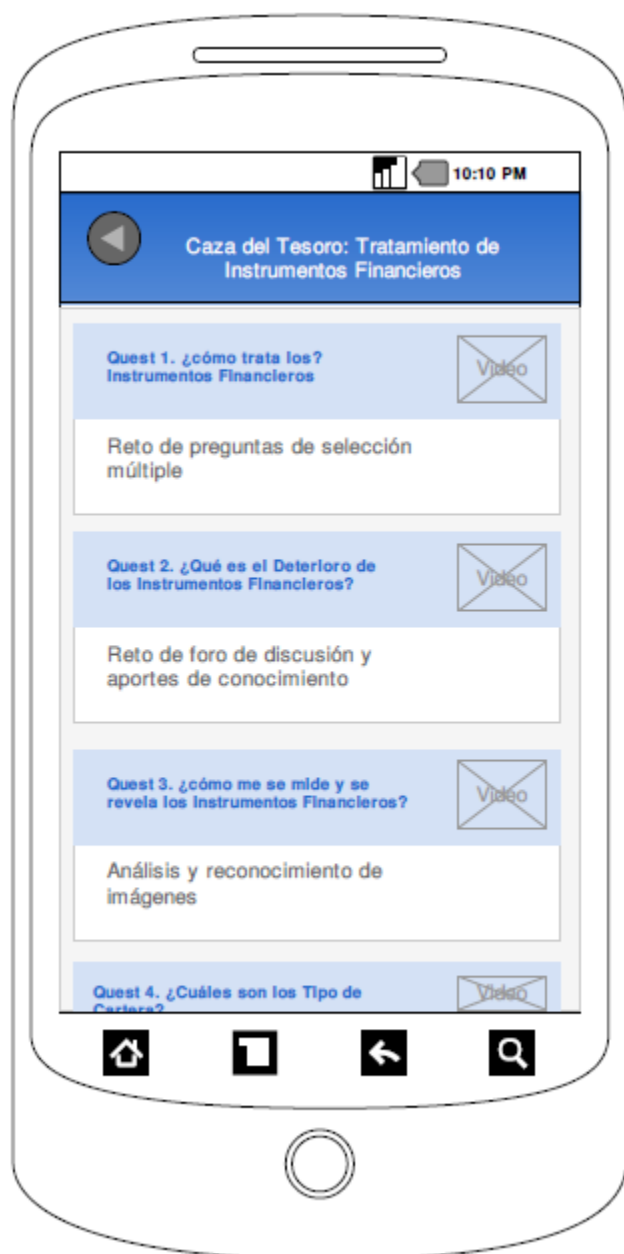 10:10 PM
Caza del Tesoro: Tratamiento de
Instrumentos Financieros
Quest 1. ¿cómo trata los?
Instrumentos Financieros
Video
Reto de preguntas de selección
múltiple
Quest 2. ¿Qué es el Deterioro de
los Instrumentos Financieros?
Video
Reto de foro de discusión y
aportes de conocimiento
Quest 3. ¿cómo me se mide y se
revela los Instrumentos Financieros?
Video
Análisis y reconocimiento de
imágenes
Quest 4. ¿Cuáles son los Tipo de
Cartera?
Video